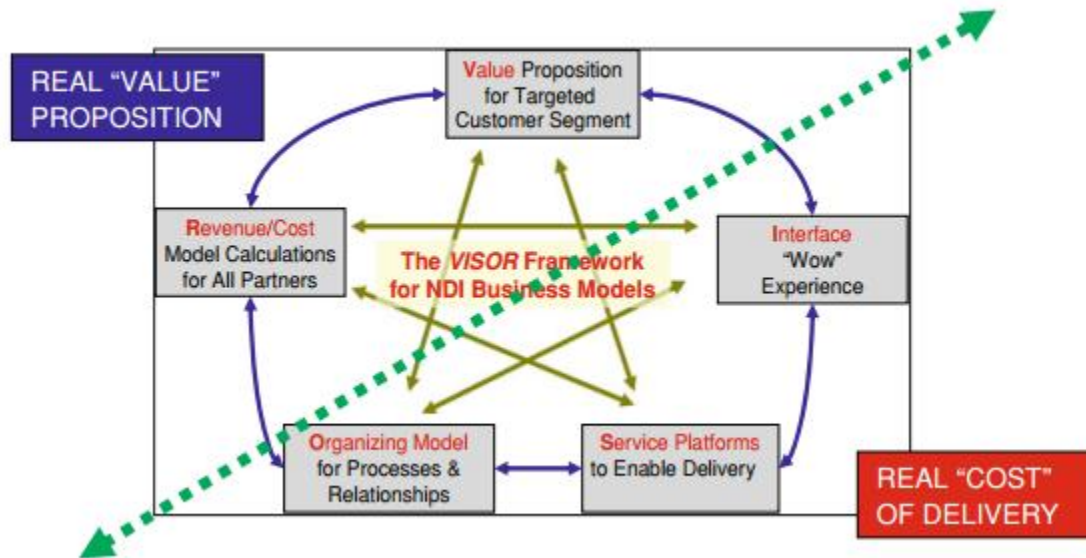 REAL “VALUE”
PROPOSITION
Value Proposition
for Targeted
Customer Segment
Revenue/Cost
Model Calculations
for All Partners
The VISOR Framework
for NDI Business Models
Interface
“Wow”
Experience
Organizing Model
for Processes &
Relationships
Service Platforms
to Enable Delivery
REAL “COST”
OF DELIVERY